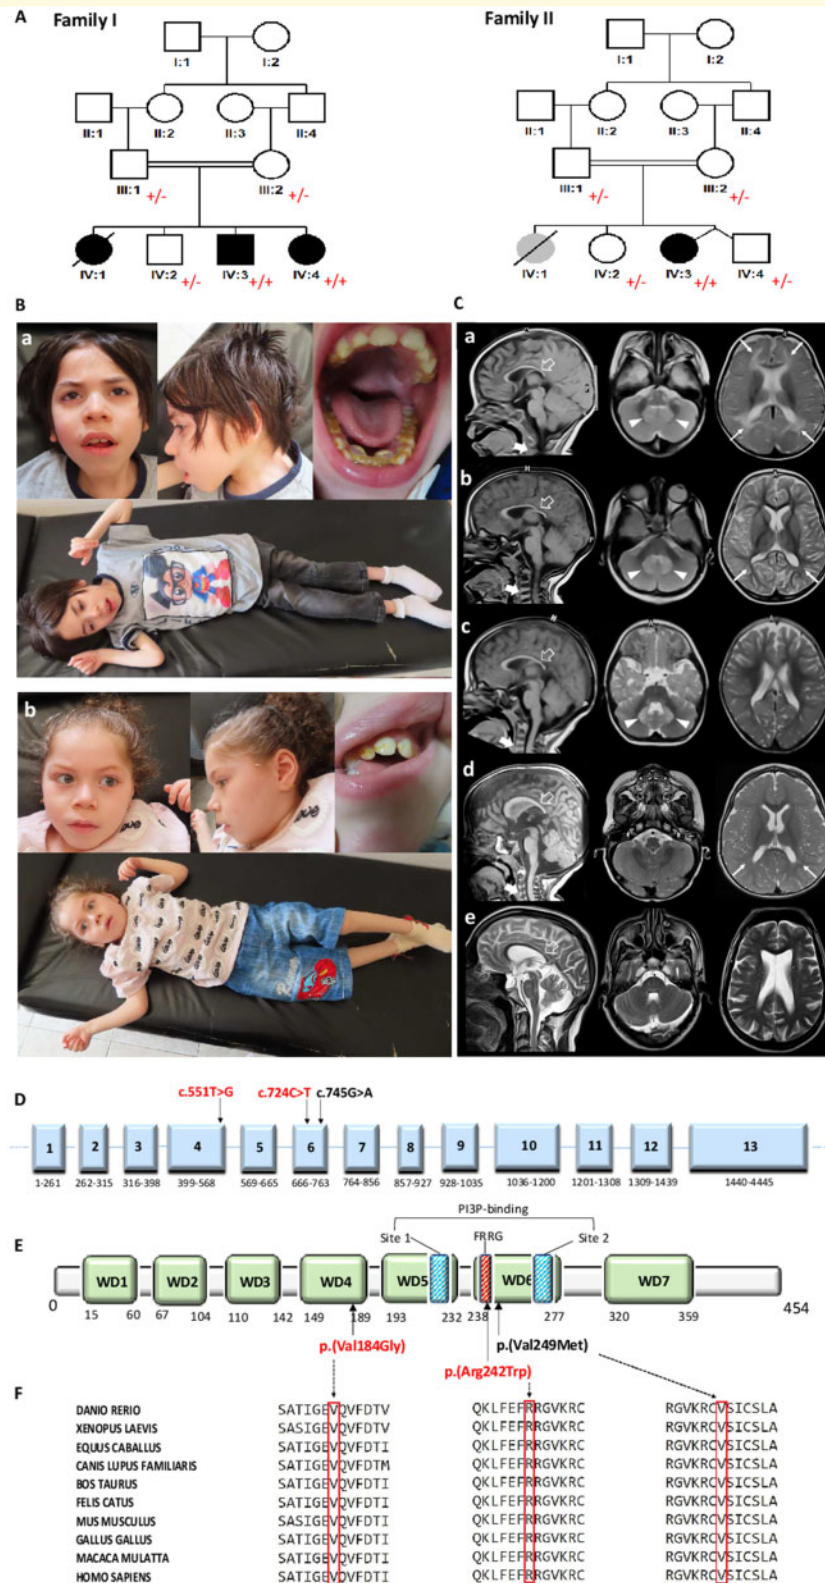 A Family I Family II
I:1 I:2 I:1 I:2
II:1 II:2 II:3 II:4 II:1 II:2 II:3 II:4
III:1 +/- III:2 +/- III:1 +/- III:2 +/-
IV:1 IV:2 +/- IV:3 +/+ IV:4 +/+ IV:1 IV:2 +/- IV:3 +/+ IV:4 +/-
B C
a a
b
c
b
d
e
D c.551T>G c.724C>T c.745G>A
1 2 3 4 5 6 7 8 9 10 11 12 13
1-261 262-315 316-398 399-568 569-665 666-763 764-856 857-927 928-1035 1036-1200 1201-1308 1309-1439 1440-4445
PI3P-binding
E Site 1 FRRG Site 2
WD1 WD2 WD3 WD4 WD5 WD6 WD7
0 15 60 67 104 110 142 149 189 193 232 238 277 320 359 454
p.(Val184Gly) p.(Val249Met)
p.(Arg242Trp)
F
DANIO RERIO SATIGEVQVFDTV QKLFEFRRGVKRC RGVKRCVSICSLA
XENOPUS LAEVIS SASIGEVQVFDTI QKLFEFRRGVKRC RGVKRCVSICSLA
EQUUS CABALLUS SATIGEVQVFDTI QKLFEFRRGVKRC RGVKRCVSICSLA
CANIS LUPUS FAMILIARIS SATIGEVQVFDTM QKLFEFRRGVKRC RGVKRCVSICSLA
BOS TAURUS SATIGEVQVFDTI QKLFEFRRGVKRC RGVKRCVSICSLA
FELIS CATUS SATIGEVQVFDTI QKLFEFRRGVKRC RGVKRCVSICSLA
MUS MUSCULUS SASIGEVQVFDTI QKLFEFRRGVKRC RGVKRCVSICSLA
GALLUS GALLUS SATIGEVQVFDTI QKLFEFRRGVKRC RGVKRCVSICSLA
MACACA MULATTA SATIGEVQVFDTI QKLFEFRRGVKRC RGVKRCVSICSLA
HOMO SAPIENS SATIGEVQVFDTI QKLFEFRRGVKRC RGVKRCVSICSLA